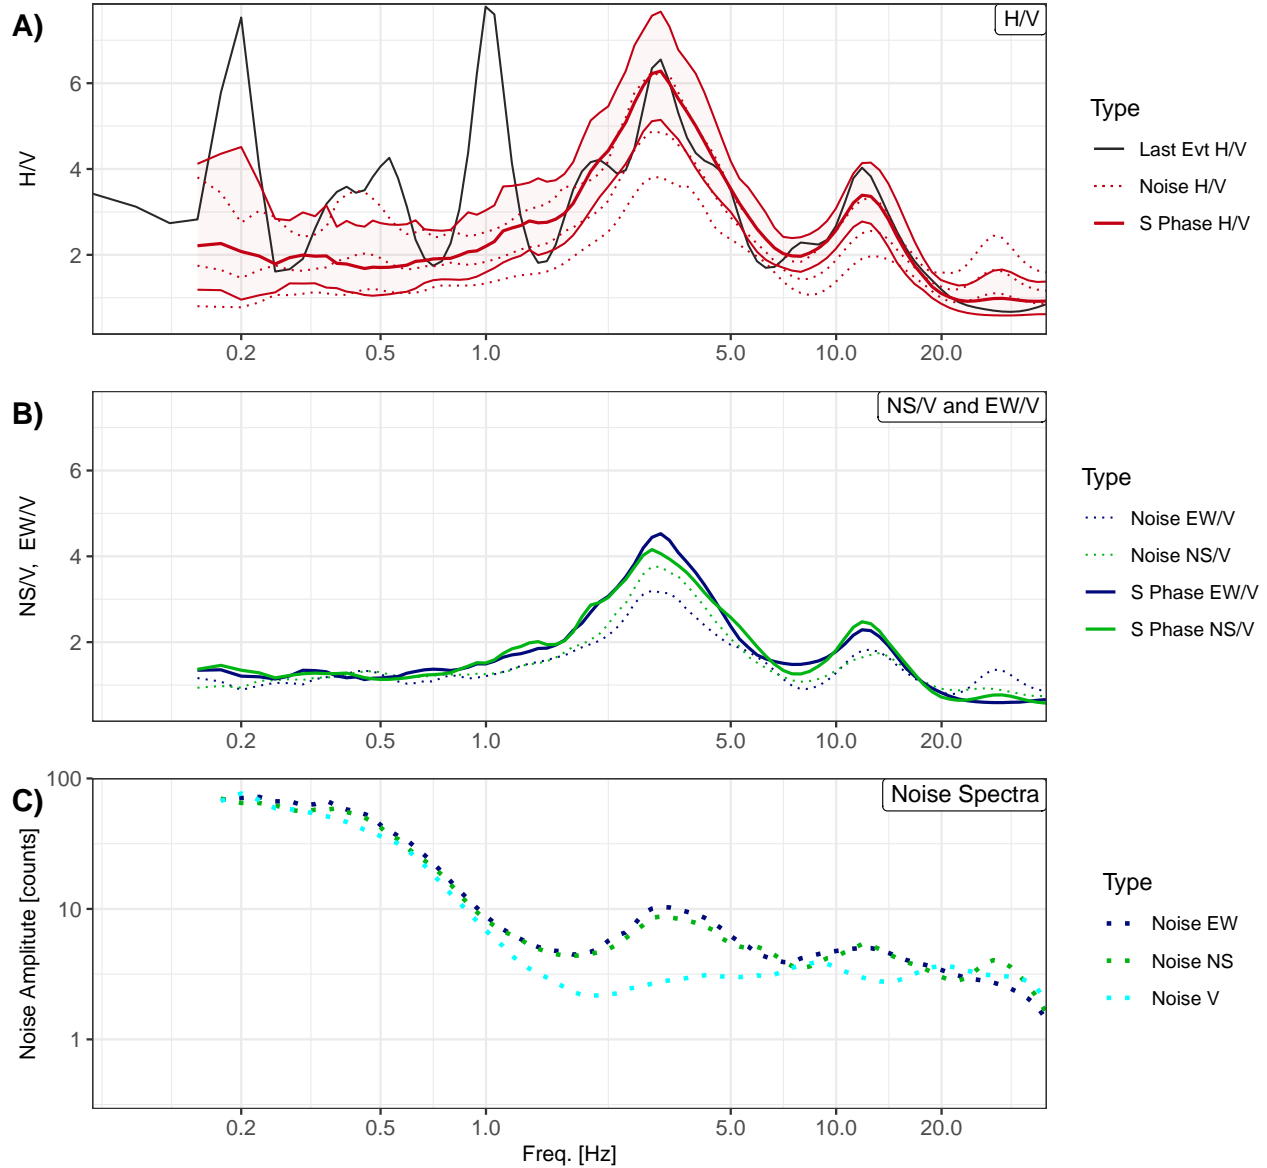 A)
H/V
6
4
2
H/V
0.2 0.5 1.0 5.0 10.0 20.0
Type
Last Evt H/V
Noise H/V
S Phase H/V
B)
NS/V and EW/V
6
4
2
NS/V, EW/V
0.2 0.5 1.0 5.0 10.0 20.0
Type
Noise EW/V
Noise NS/V
S Phase EW/V
S Phase NS/V
C)
Noise Spectra
100
10
1
Noise Amplitute [counts]
0.2 0.5 1.0 5.0 10.0 20.0
Freq. [Hz]
Type
Noise EW
Noise NS
Noise V